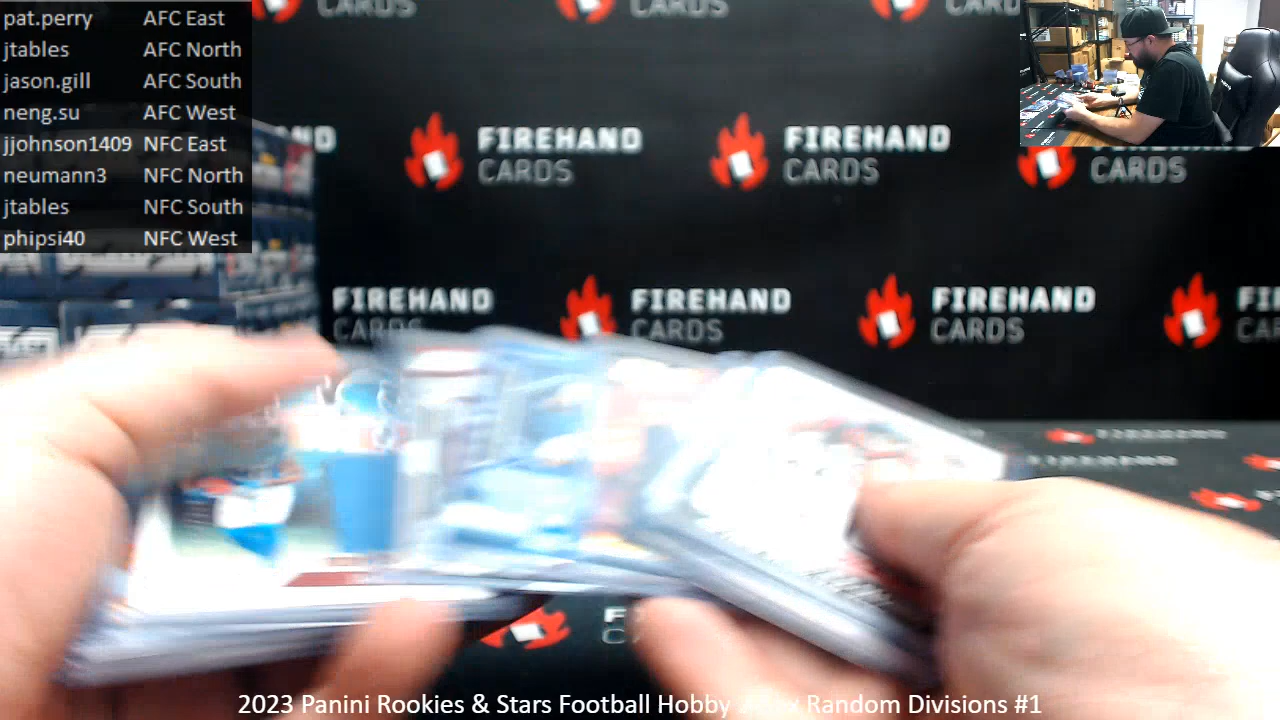 pat.perry AFC East
jtables AFC North
jason.gill AFC South
neng.su AFC West
jjohnson1409 NFC East
neumann3 NFC North
jtables NFC South
phipsi40 NFC West
CARDS
CARDS
CARDS
FIREHAND
CARDS
FIREHAND
CARDS
CARDS
FIREHAND
CARDS
FIREHAND
CARDS
FIREHAND
CARDS
2023 Panini Rookies & Stars Football Hobby Random Divisions #1